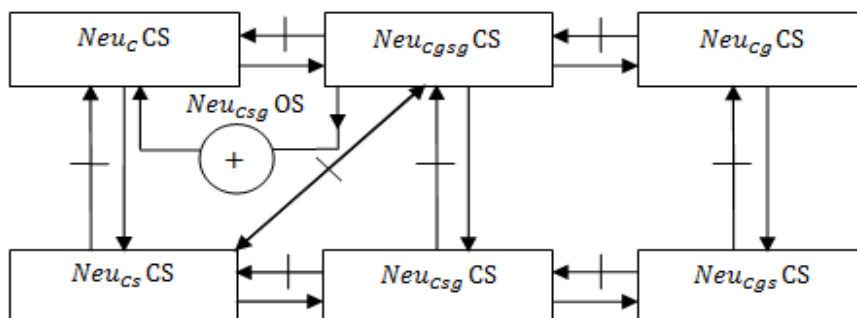 Neu_C CS
Neu_Cgsg CS
Neu_Cg CS
Neu_Csg OS
+
Neu_Cs CS
Neu_Csg CS
Neu_Cgs CS